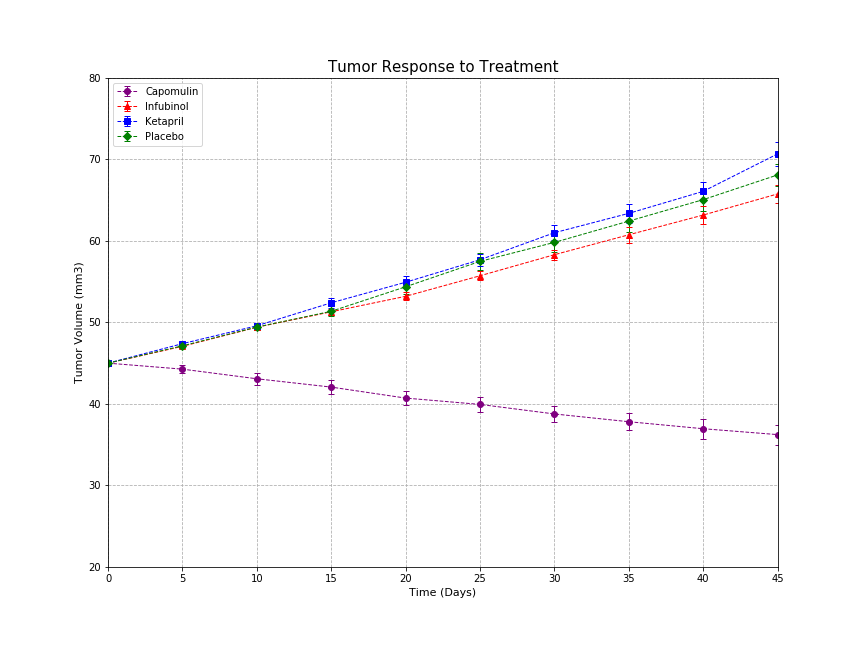 Tumor Response to Treatment
Capomulin
Infubinol
Ketapril
Placebo
80
70
60
50
40
30
20
Tumor Volume (mm3)
0 5 10 15 20 25 30 35 40 45
Time (Days)